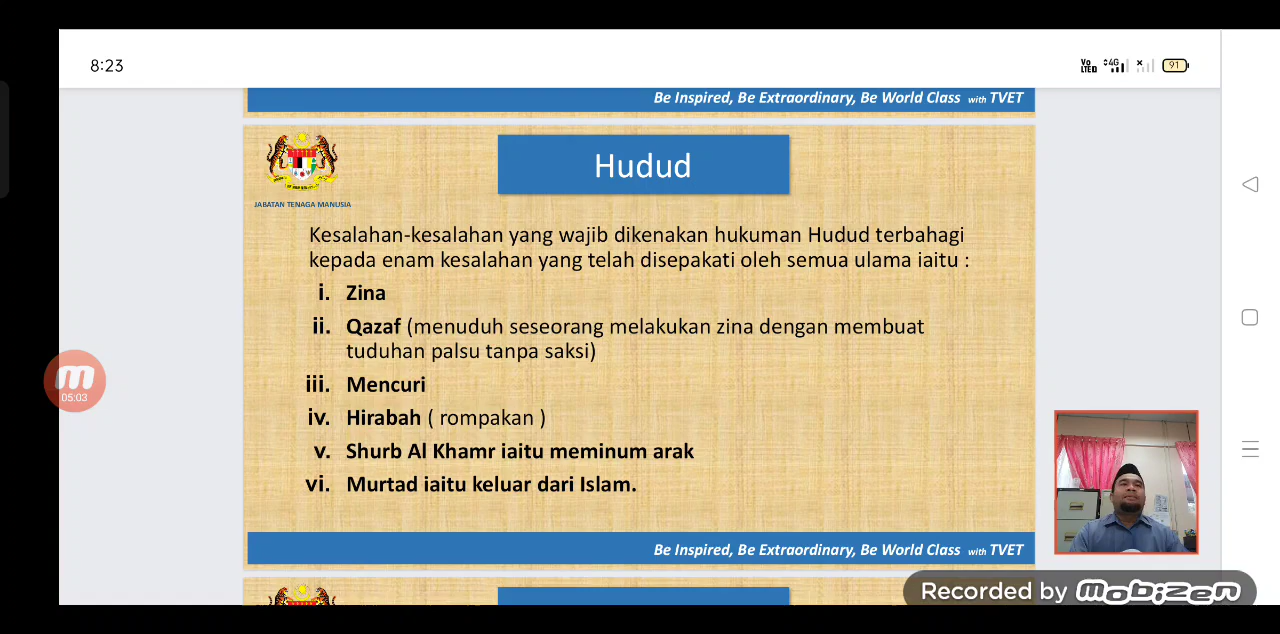 8:23
Vo
LTED
4G
91
Be Inspired, Be Extraordinary, Be World Class with TVET
Hudud
JABATAN TENAGA MANUSIA
Kesalahan-kesalahan yang wajib dikenakan hukuman Hudud terbahagi
kepada enam kesalahan yang telah disepakati oleh semua ulama iaitu :
i. Zina
ii. Qazaf (menuduh seseorang melakukan zina dengan membuat
tuduhan palsu tanpa saksi)
iii. Mencuri
iv. Hirabah ( rompakan )
v. Shurb Al Khamr iaitu meminum arak
vi. Murtad iaitu keluar dari Islam.
05:03
Be Inspired, Be Extraordinary, Be World Class with TVET
Recorded by mobizen